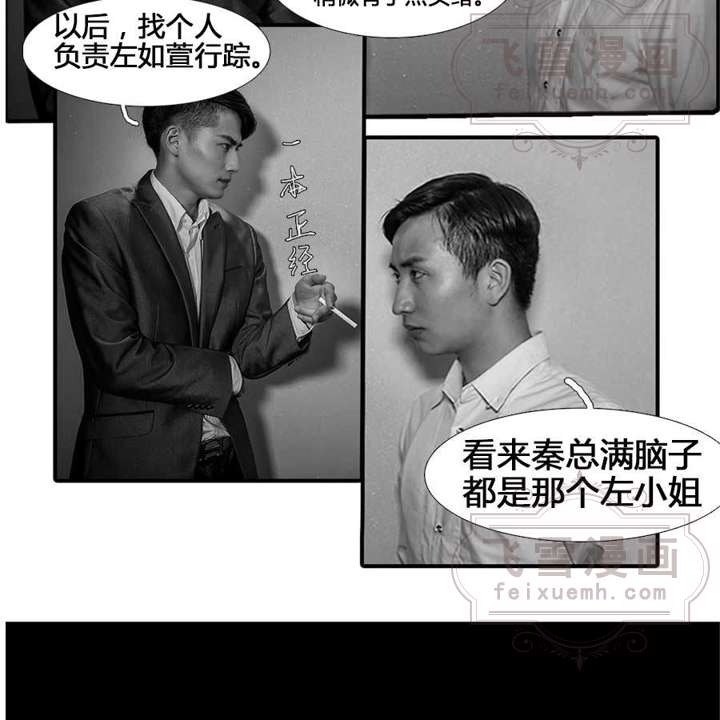 以后，找个人
负责左如萱行踪。
飞雪漫画
feixuemh.com
一本正经
看来秦总满脑子
都是那个左小姐
飞雪漫画
feixuemh.com